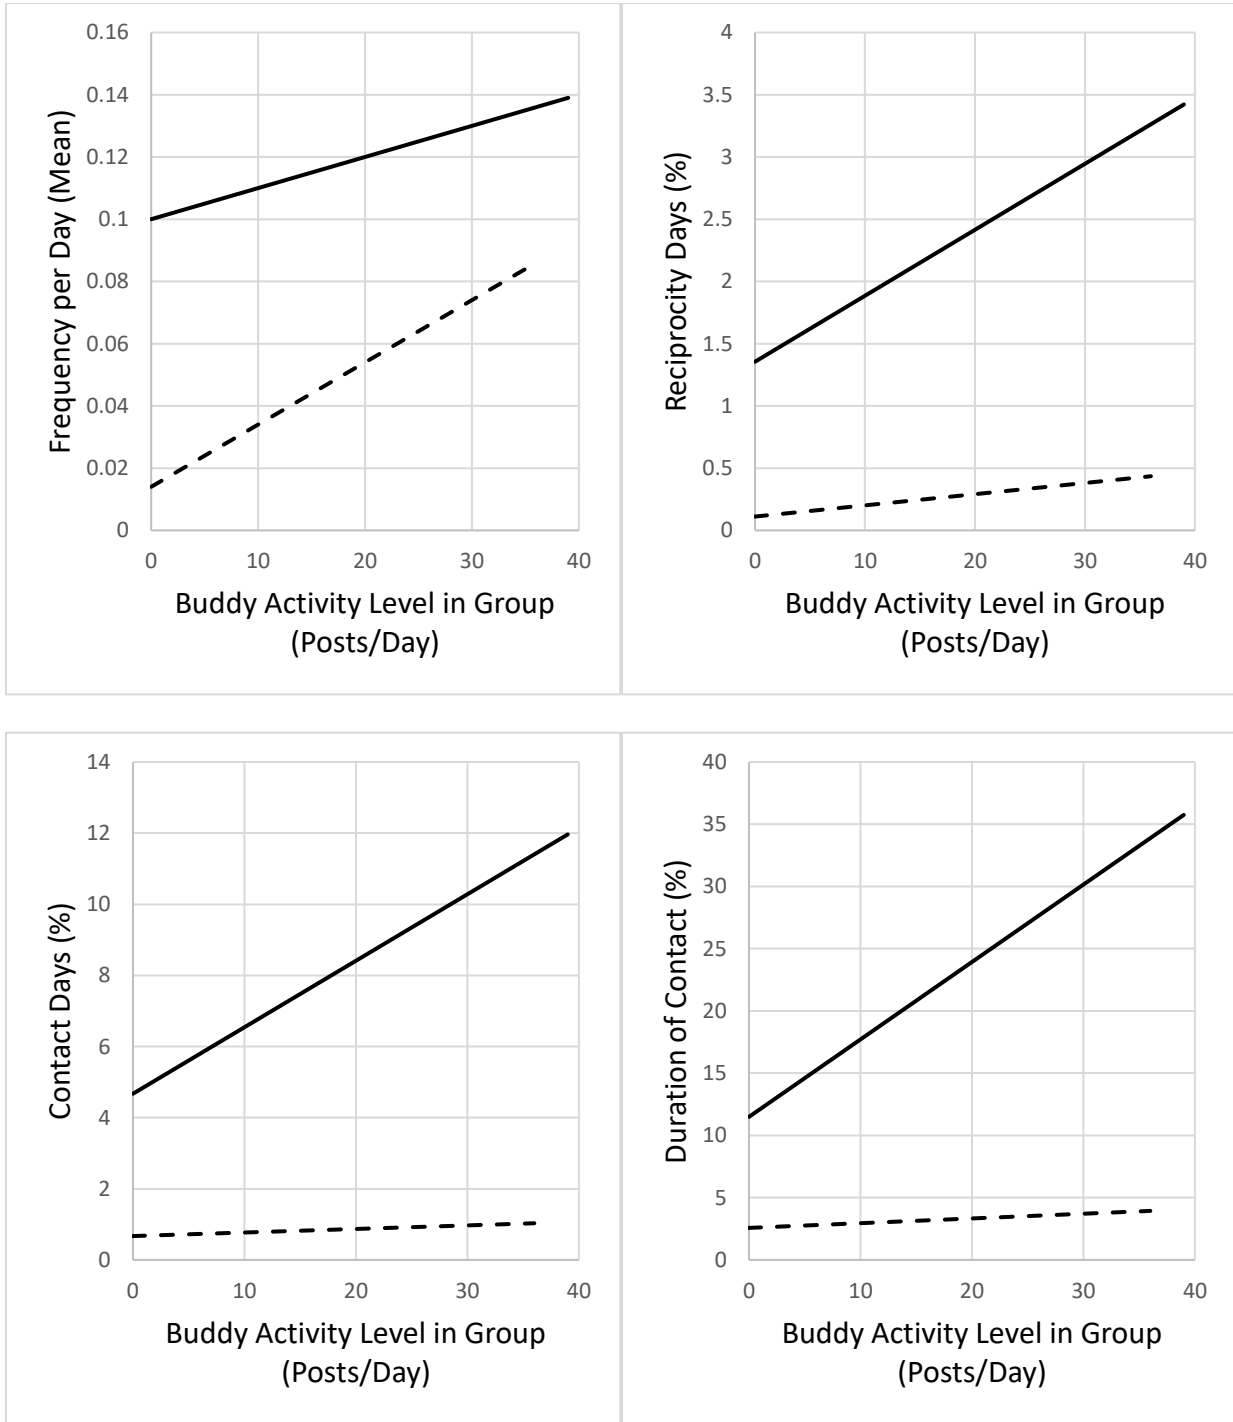 Frequency per Day (Mean)
0.16
0.14
0.12
0.1
0.08
0.06
0.04
0.02
0
0 10 20 30 40
Buddy Activity Level in Group
(Posts/Day)
Reciprocity Days (%)
4
3.5
3
2.5
2
1.5
1
0.5
0
0 10 20 30 40
Buddy Activity Level in Group
(Posts/Day)
Contact Days (%)
14
12
10
8
6
4
2
0
0 10 20 30 40
Buddy Activity Level in Group
(Posts/Day)
Duration of Contact (%)
40
35
30
25
20
15
10
5
0
0 10 20 30 40
Buddy Activity Level in Group
(Posts/Day)